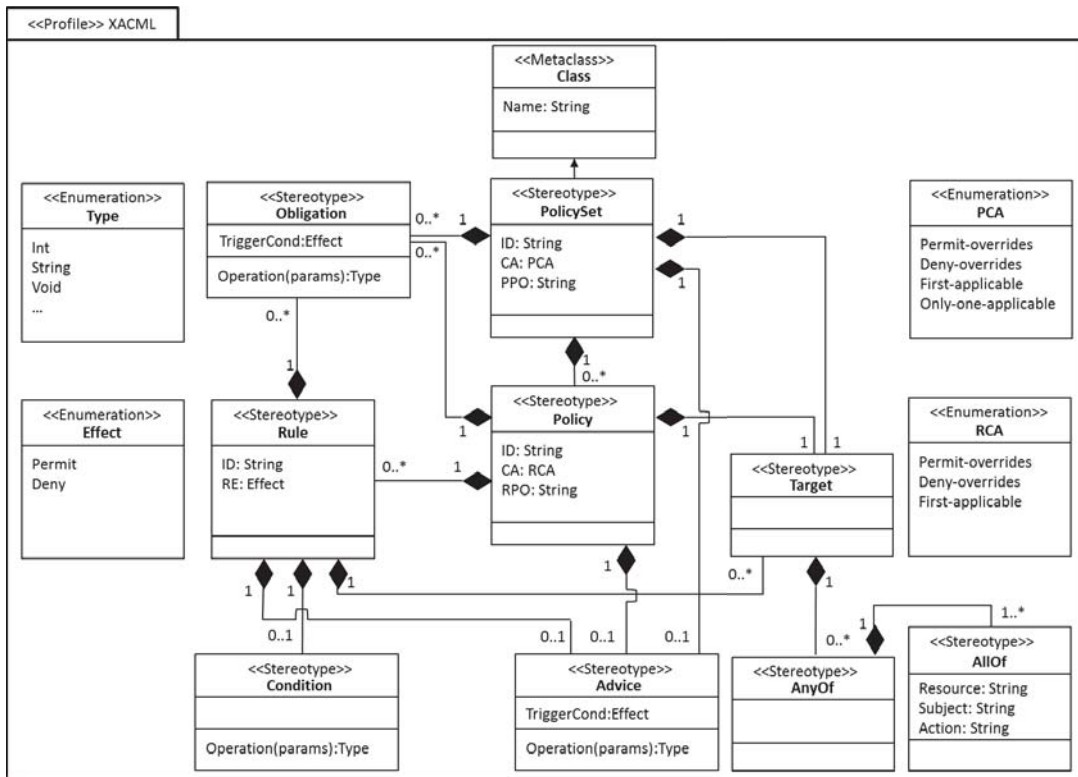 <<Profile>> XACML
<<Metaclass>>
Class
Name: String
<<Enumeration>>
Type
Int
String
Void
...
<<Stereotype>>
Obligation
TriggerCond:Effect
Operation(params):Type
0..*
1
0..*
<<Stereotype>>
PolicySet
ID: String
CA: PCA
PPO: String
1
1
<<Enumeration>>
PCA
Permit-overrides
Deny-overrides
First-applicable
Only-one-applicable
0..*
1
1
0..*
<<Enumeration>>
Effect
Permit
Deny
<<Stereotype>>
Rule
ID: String
RE: Effect
0..*
1
1
<<Stereotype>>
Policy
ID: String
CA: RCA
RPO: String
1
1
1
<<Stereotype>>
Target
<<Enumeration>>
RCA
Permit-overrides
Deny-overrides
First-applicable
1
1
1
1
0..*
1
0..1
0..1
0..1
0..1
0..*
1
1..*
<<Stereotype>>
Condition
Operation(params):Type
<<Stereotype>>
Advice
TriggerCond:Effect
Operation(params):Type
<<Stereotype>>
AnyOf
<<Stereotype>>
AllOf
Resource: String
Subject: String
Action: String